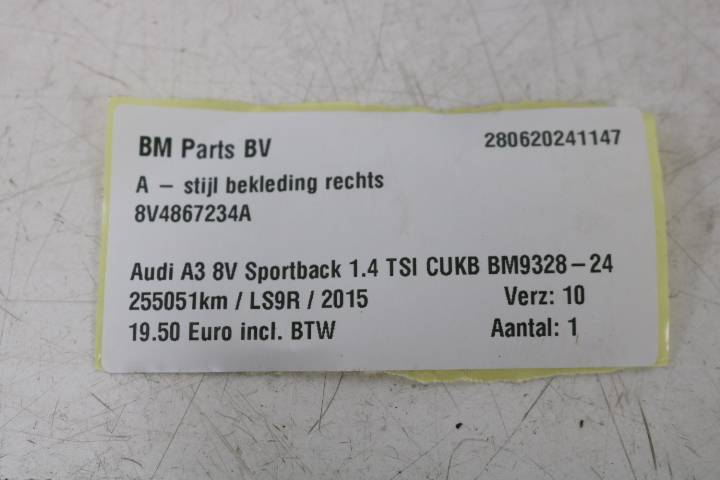 BM Parts BV 280620241147
A – stijl bekleding rechts
8V4867234A
Audi A3 8V Sportback 1.4 TSI CUKB BM9328–24
255051km / LS9R / 2015 Verz: 10
19.50 Euro incl. BTW Aantal: 1